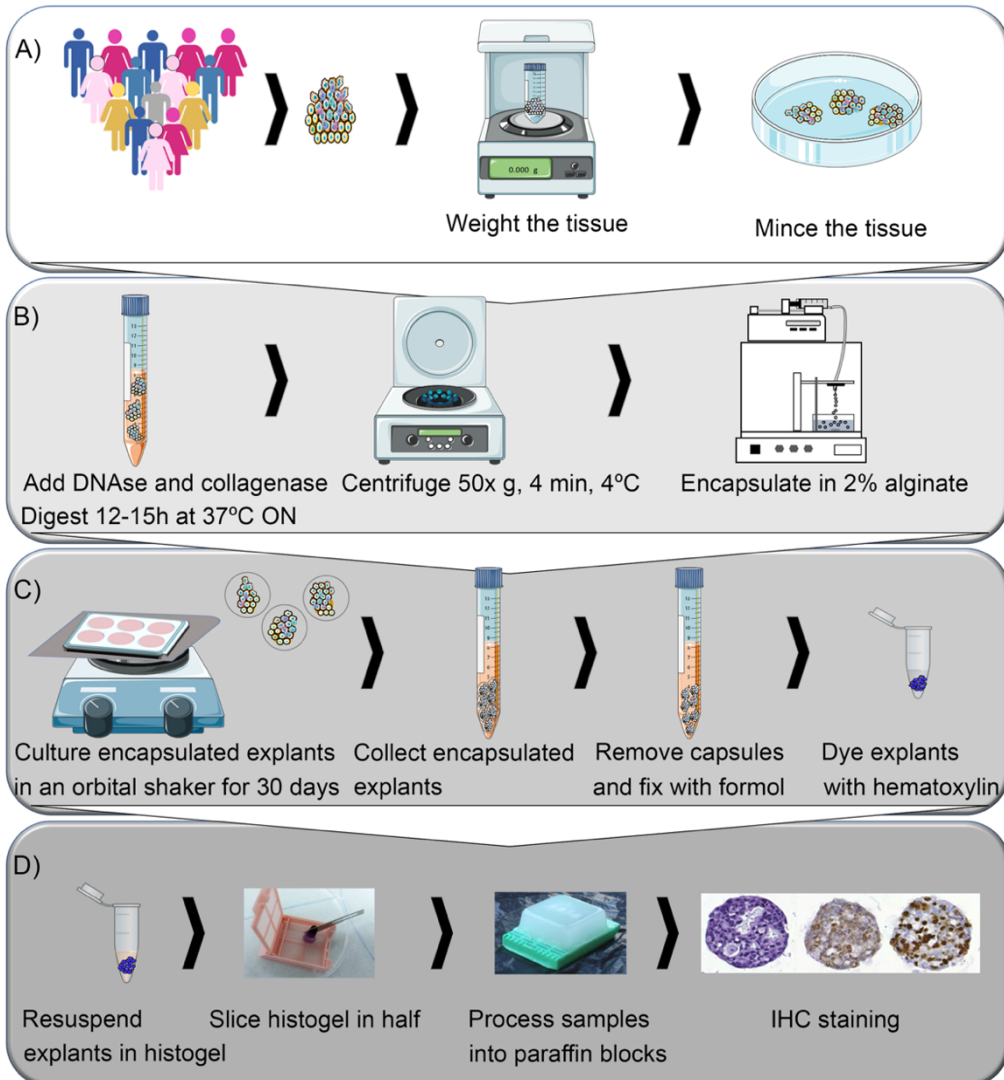 A)
0.000 g
Weight the tissue
Mince the tissue
B)
Add DNAse and collagenase
Digest 12-15h at 37ºC ON
Centrifuge 50x g, 4 min, 4ºC
Encapsulate in 2% alginate
C)
Culture encapsulated explants
in an orbital shaker for 30 days
Collect encapsulated
explants
Remove capsules
and fix with formol
Dye explants
with hematoxylin
D)
Resuspend
explants in histogel
Slice histogel in half
Process samples
into paraffin blocks
IHC staining